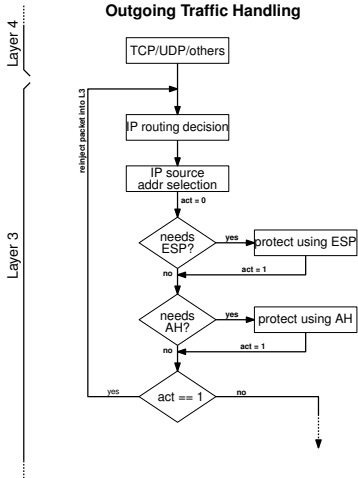 Outgoing Traffic Handling
Layer 4
TCP/UDP/others
reinject packet into L3
IP routing decision
IP source
addr selection
act = 0
Layer 3
needs
ESP?
yes
protect using ESP
no
act = 1
needs
AH?
yes
protect using AH
no
act = 1
yes
act == 1
no